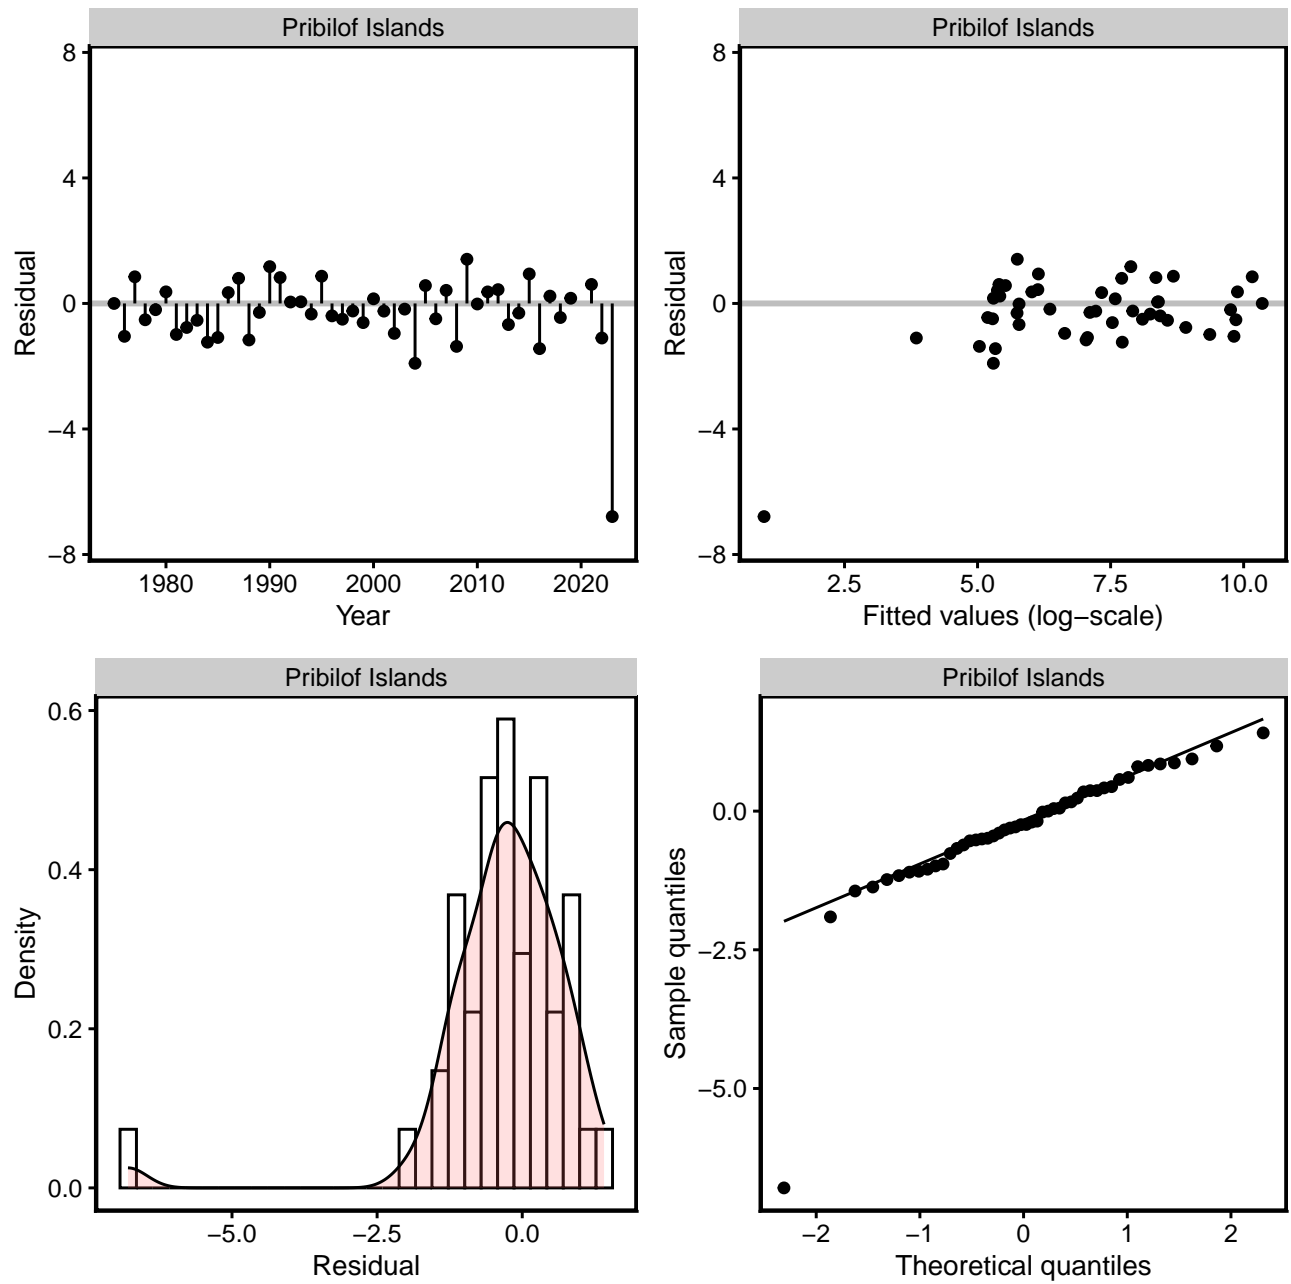 Pribilof Islands
8
4
0
−4
−8
Residual
1980 1990 2000 2010 2020
Year
Pribilof Islands
8
4
0
−4
−8
Residual
2.5 5.0 7.5 10.0
Fitted values (log−scale)
Pribilof Islands
0.6
0.4
0.2
0.0
Density
−5.0 −2.5 0.0
Residual
Pribilof Islands
0.0
−2.5
−5.0
Sample quantiles
−2 −1 0 1 2
Theoretical quantiles